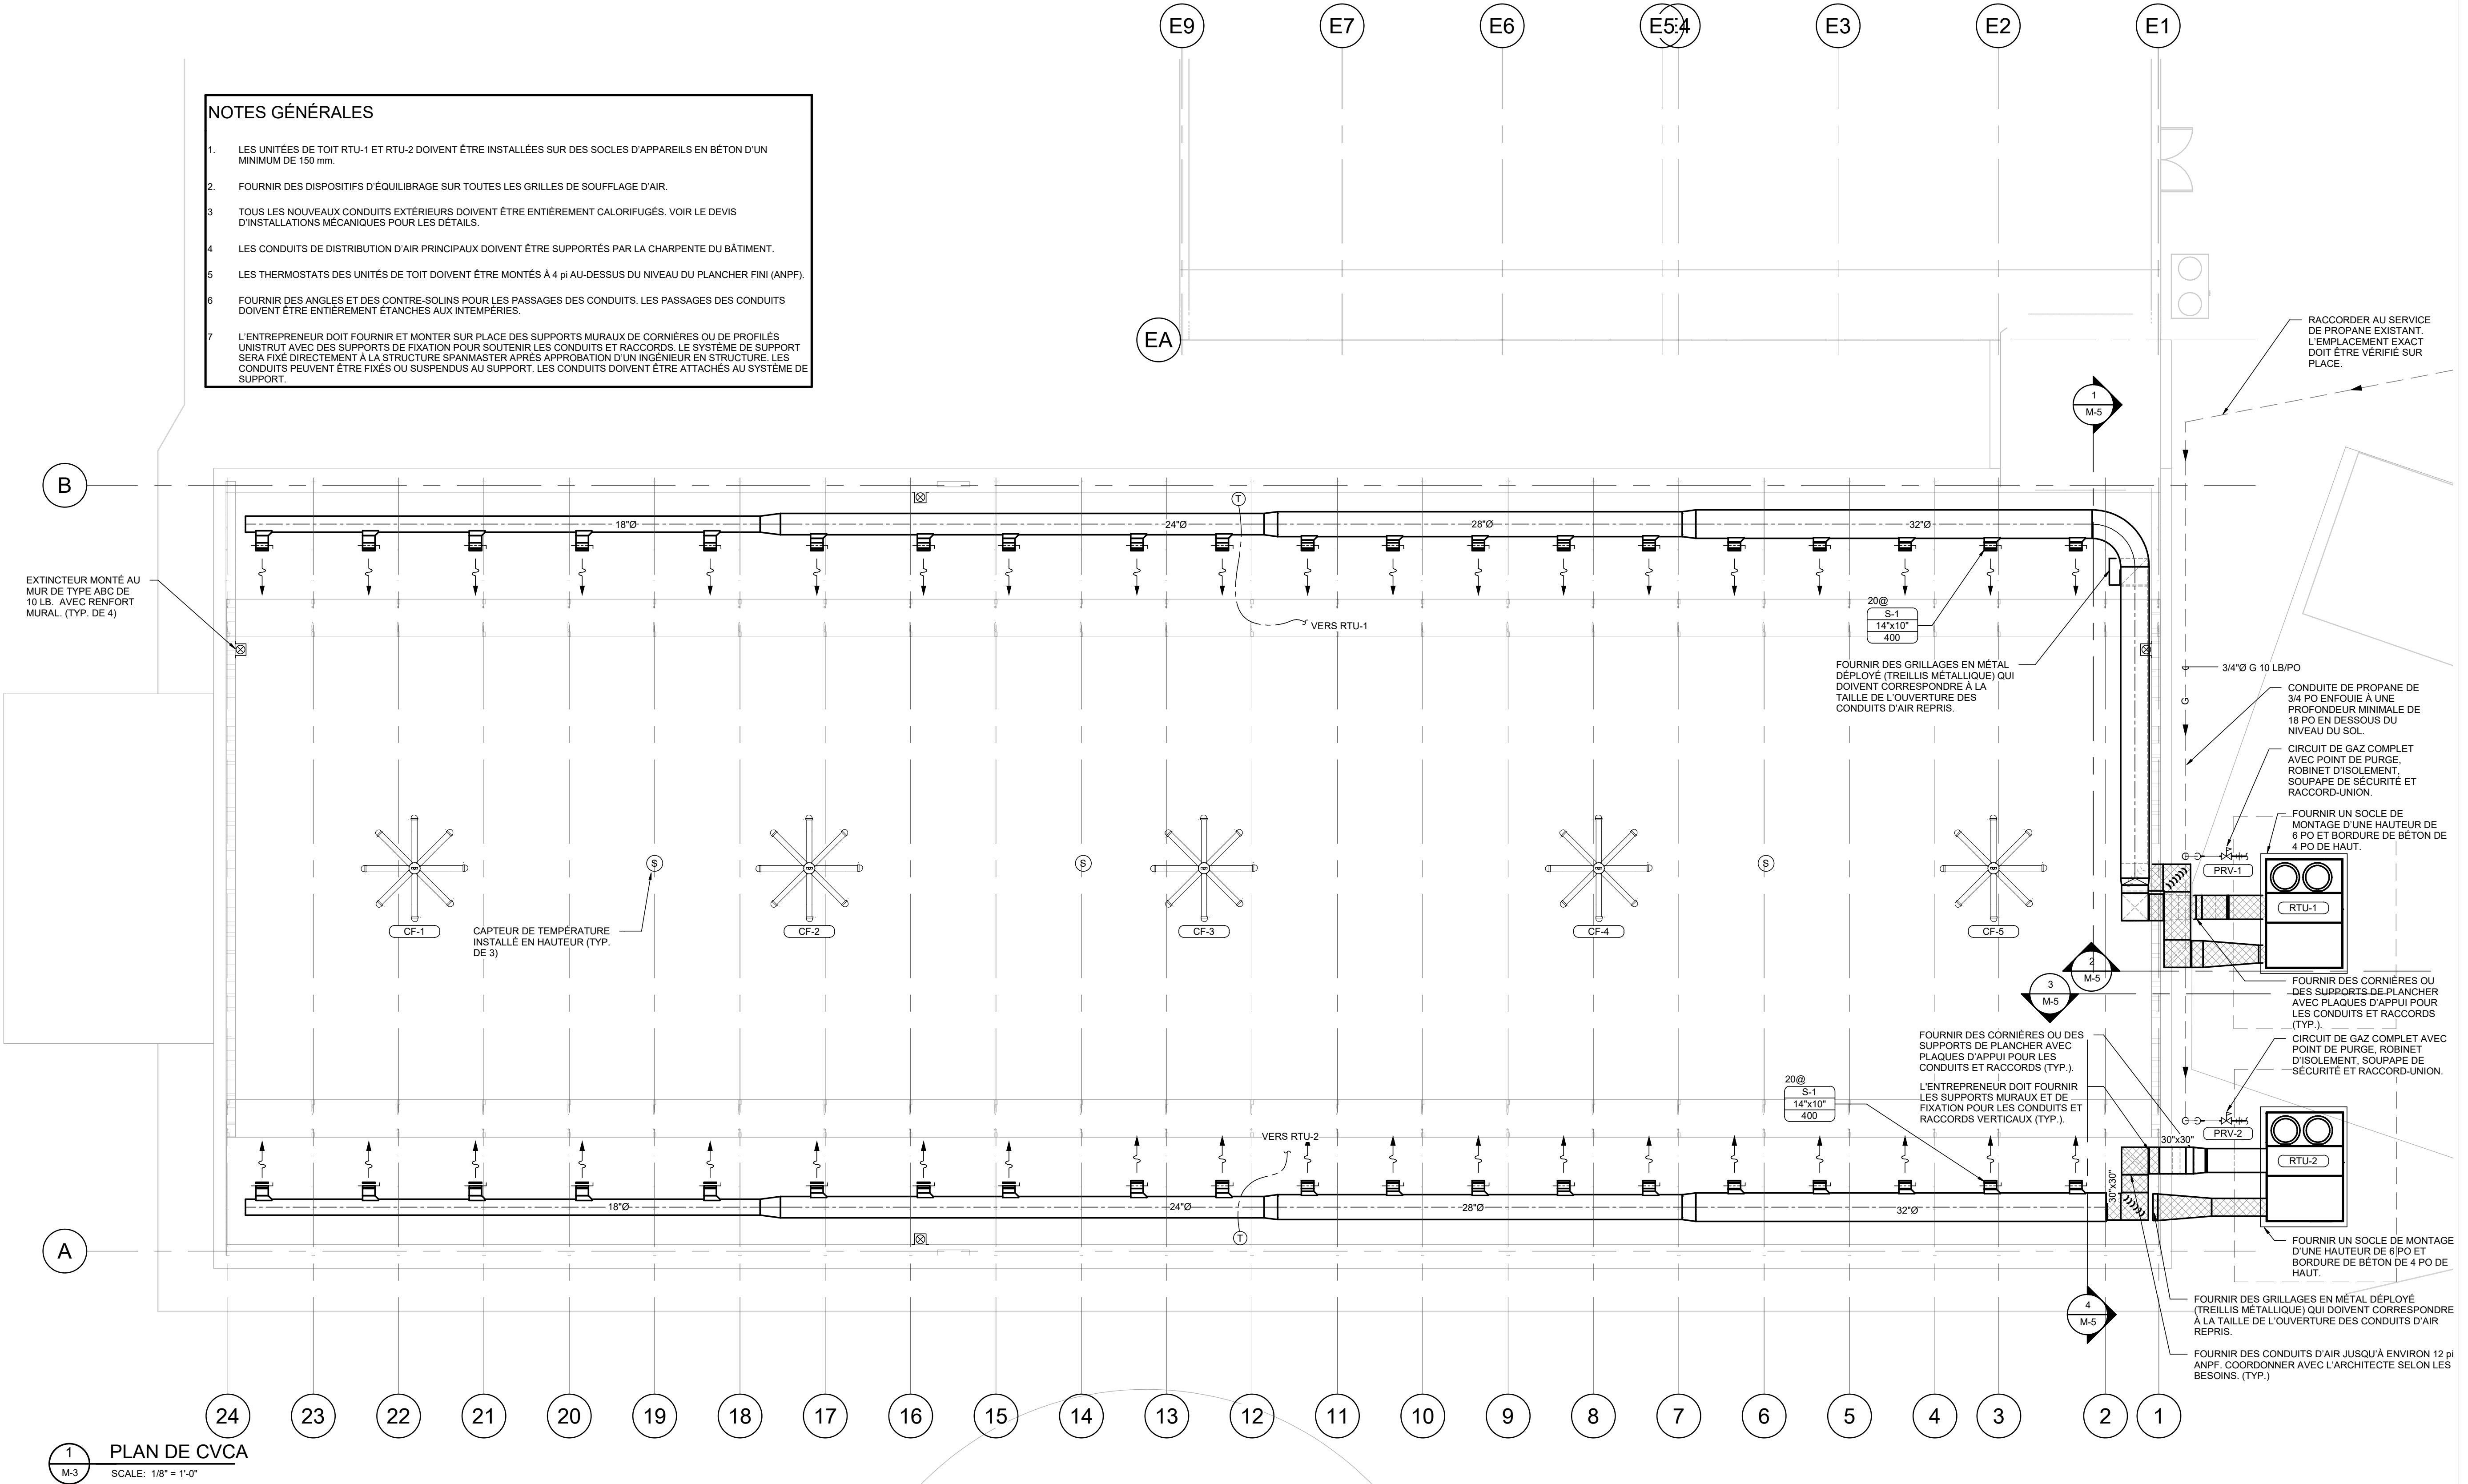 E9
E7
E6
E5
E4
E3
E2
E1
NOTES GÉNÉRALES
1. LES UNITÉES DE TOIT RTU-1 ET RTU-2 DOIVENT ÊTRE INSTALLÉES SUR DES SOCLES D'APPAREILS EN BÉTON D'UN
MINIMUM DE 150 mm.
2. FOURNIR DES DISPOSITIFS D'ÉQUILIBRAGE SUR TOUTES LES GRILLES DE SOUFFLAGE D'AIR.
3 TOUS LES NOUVEAUX CONDUITS EXTÉRIEURS DOIVENT ÊTRE ENTIÈREMENT CALORIFUGÉS. VOIR LE DEVIS
D'INSTALLATIONS MÉCANIQUES POUR LES DÉTAILS.
4 LES CONDUITS DE DISTRIBUTION D'AIR PRINCIPAUX DOIVENT ÊTRE SUPPORTÉS PAR LA CHARPENTE DU BÂTIMENT.
5 LES THERMOSTATS DES UNITÉS DE TOIT DOIVENT ÊTRE MONTÉS À 4 pi AU-DESSUS DU NIVEAU DU PLANCHER FINI (ANPF).
6 FOURNIR DES ANGLES ET DES CONTRE-SOLINS POUR LES PASSAGES DES CONDUITS. LES PASSAGES DES CONDUITS
DOIVENT ÊTRE ENTIÈREMENT ÉTANCHES AUX INTEMPÉRIES.
7 L'ENTREPRENEUR DOIT FOURNIR ET MONTER SUR PLACE DES SUPPORTS MURAUX DE CORNIÈRES OU DE PROFILÉS
UNISTRUT AVEC DES SUPPORTS DE FIXATION POUR SOUTENIR LES CONDUITS ET RACCORDS. LE SYSTÈME DE SUPPORT
SERA FIXÉ DIRECTEMENT À LA STRUCTURE SPANMASTER APRÈS APPROBATION D'UN INGÉNIEUR EN STRUCTURE. LES
CONDUITS PEUVENT ÊTRE FIXÉS OU SUSPENDUS AU SUPPORT. LES CONDUITS DOIVENT ÊTRE ATTACHÉS AU SYSTÈME DE
SUPPORT.
EA
RACCORDER AU SERVICE
DE PROPANE EXISTANT.
L'EMPLACEMENT EXACT
DOIT ÊTRE VÉRIFIÉ SUR
PLACE.
1
M-5
B
T
18"Ø
24"Ø
28"Ø
32"Ø
EXTINCTEUR MONTÉ AU
MUR DE TYPE ABC DE
10 LB. AVEC RENFORT
MURAL. (TYP. DE 4)
VERS RTU-1
20@
S-1
14"x10"
400
FOURNIR DES GRILLAGES EN MÉTAL
DÉPLOYÉ (TREILLIS MÉTALLIQUE) QUI
DOIVENT CORRESPONDRE À LA
TAILLE DE L'OUVERTURE DES
CONDUITS D'AIR REPRIS.
3/4"Ø G 10 LB/PO
G
CONDUITE DE PROPANE DE
3/4 PO ENFOUIE À UNE
PROFONDEUR MINIMALE DE
18 PO EN DESSOUS DU
NIVEAU DU SOL.
CIRCUIT DE GAZ COMPLET
AVEC POINT DE PURGE,
ROBINET D'ISOLEMENT,
SOUPAPE DE SÉCURITÉ ET
RACCORD-UNION.
FOURNIR UN SOCLE DE
MONTAGE D'UNE HAUTEUR DE
6 PO ET BORDURE DE BÉTON DE
4 PO DE HAUT.
PRV-1
RTU-1
S
S
S
CF-1
CF-2
CF-3
CF-4
CF-5
CAPTEUR DE TEMPÉRATURE
INSTALLÉ EN HAUTEUR (TYP.
DE 3)
2
M-5
3
M-5
FOURNIR DES CORNIÈRES OU
DES SUPPORTS DE PLANCHER
AVEC PLAQUES D'APPUI POUR
LES CONDUITS ET RACCORDS
(TYP.).
FOURNIR DES CORNIÈRES OU DES
SUPPORTS DE PLANCHER AVEC
PLAQUES D'APPUI POUR LES
CONDUITS ET RACCORDS (TYP.).
CIRCUIT DE GAZ COMPLET AVEC
POINT DE PURGE, ROBINET
D'ISOLEMENT, SOUPAPE DE
SÉCURITÉ ET RACCORD-UNION.
L'ENTREPRENEUR DOIT FOURNIR
LES SUPPORTS MURAUX ET DE
FIXATION POUR LES CONDUITS ET
RACCORDS VERTICAUX (TYP.).
20@
S-1
14"x10"
400
VERS RTU-2
PRV-2
30"x30"
RTU-2
30"x30"
18"Ø
24"Ø
28"Ø
32"Ø
T
A
FOURNIR UN SOCLE DE MONTAGE
D'UNE HAUTEUR DE 6 PO ET
BORDURE DE BÉTON DE 4 PO DE
HAUT.
4
M-5
FOURNIR DES GRILLAGES EN MÉTAL DÉPLOYÉ
(TREILLIS MÉTALLIQUE) QUI DOIVENT CORRESPONDRE
À LA TAILLE DE L'OUVERTURE DES CONDUITS D'AIR
REPRIS.
FOURNIR DES CONDUITS D'AIR JUSQU'À ENVIRON 12 pi
ANPF. COORDONNER AVEC L'ARCHITECTE SELON LES
BESOINS. (TYP.)
24
23
22
21
20
19
18
17
16
15
14
13
12
11
10
9
8
7
6
5
4
3
2
1
1
M-3
PLAN DE CVCA
SCALE: 1/8" = 1'-0"